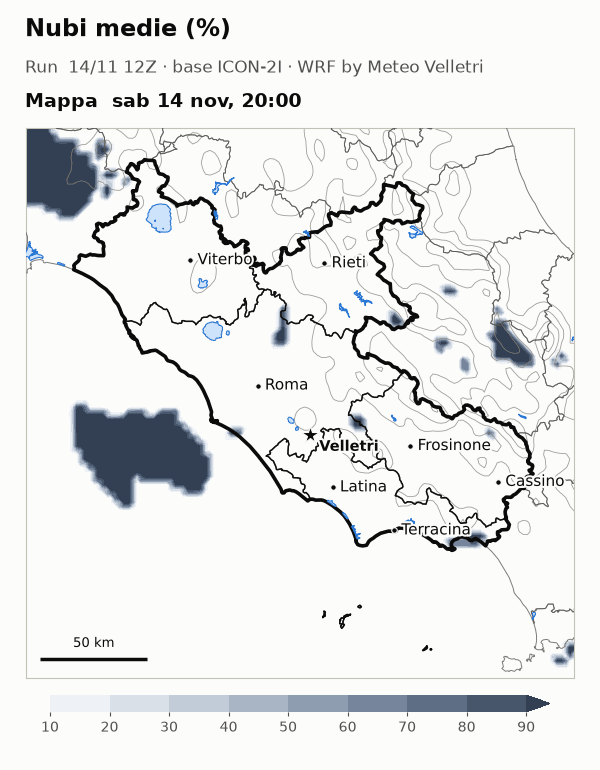 Nubi medie (%)
Run  14/11 12Z · base ICON-2I · WRF by Meteo Velletri
Mappa  sab 14 nov, 20:00
Viterbo
Rieti
Roma
Velletri
Frosinone
Cassino
Latina
Terracina
50 km
10 20 30 40 50 60 70 80 90